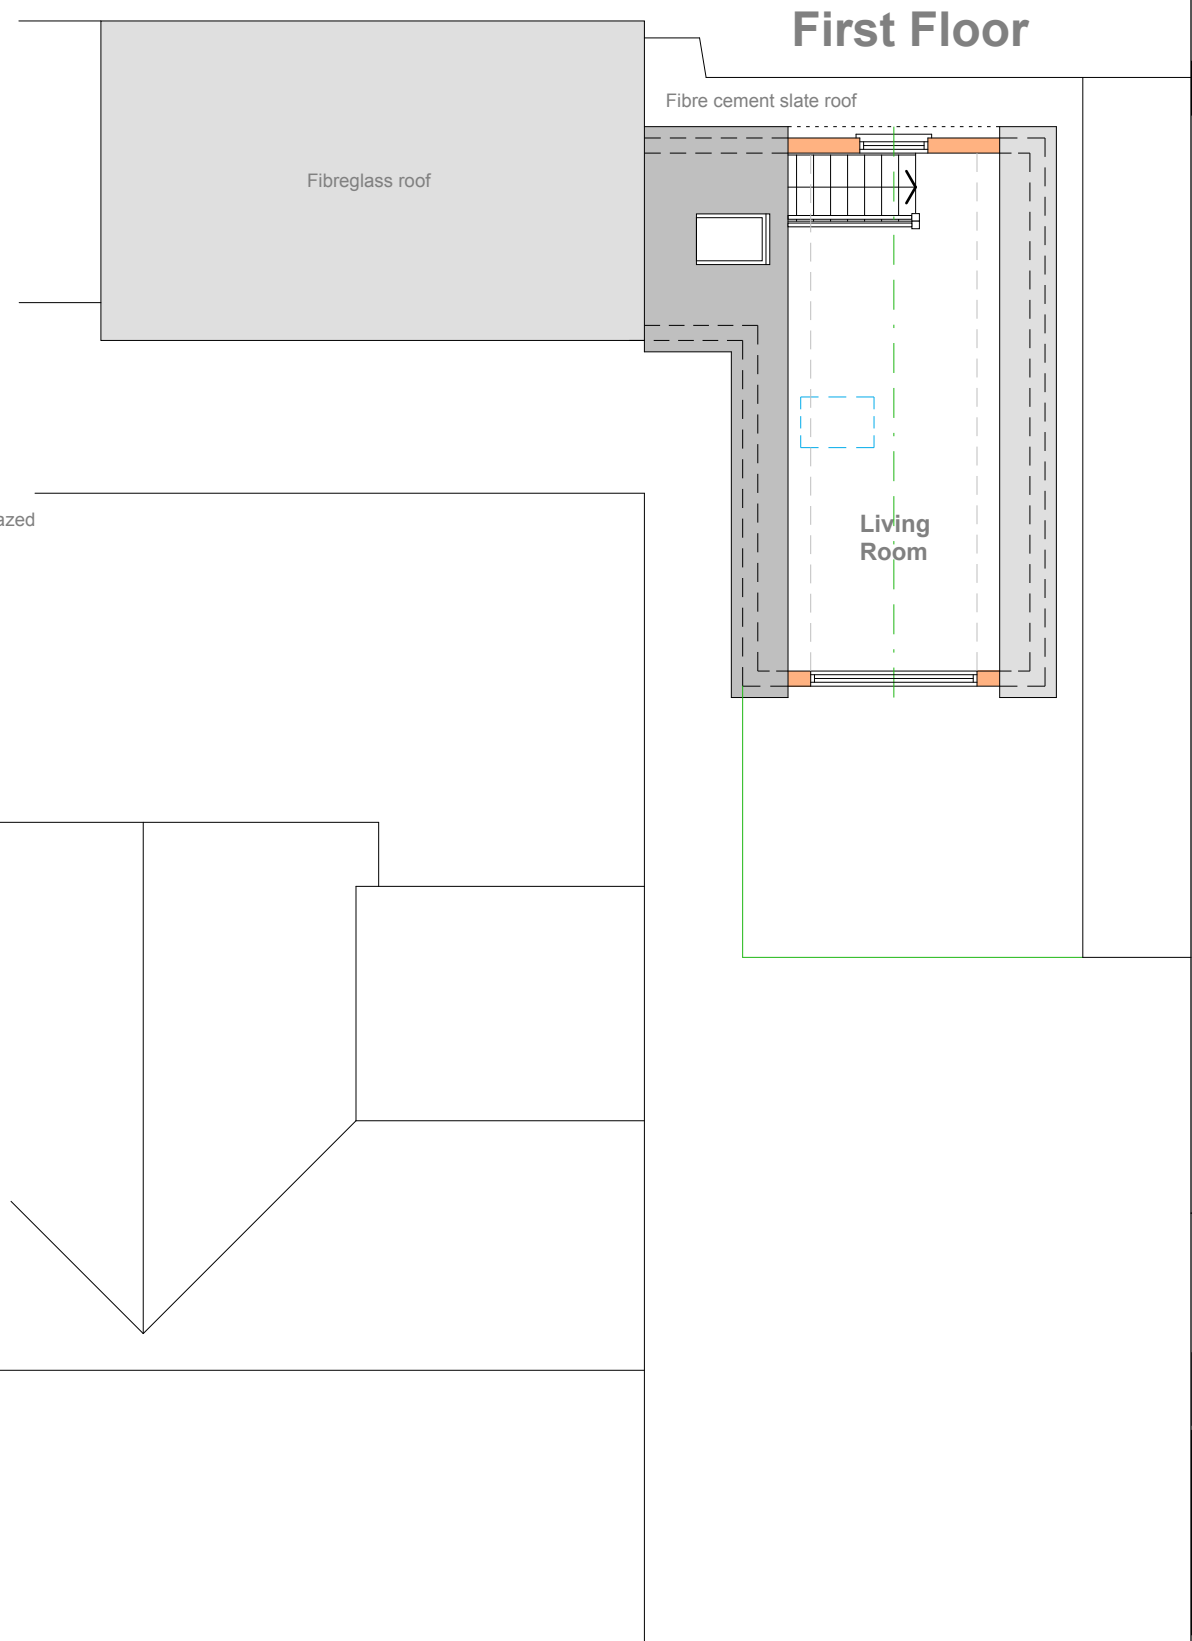 First Floor
Fibre cement slate roof
Fibreglass roof
azed
Living
Room